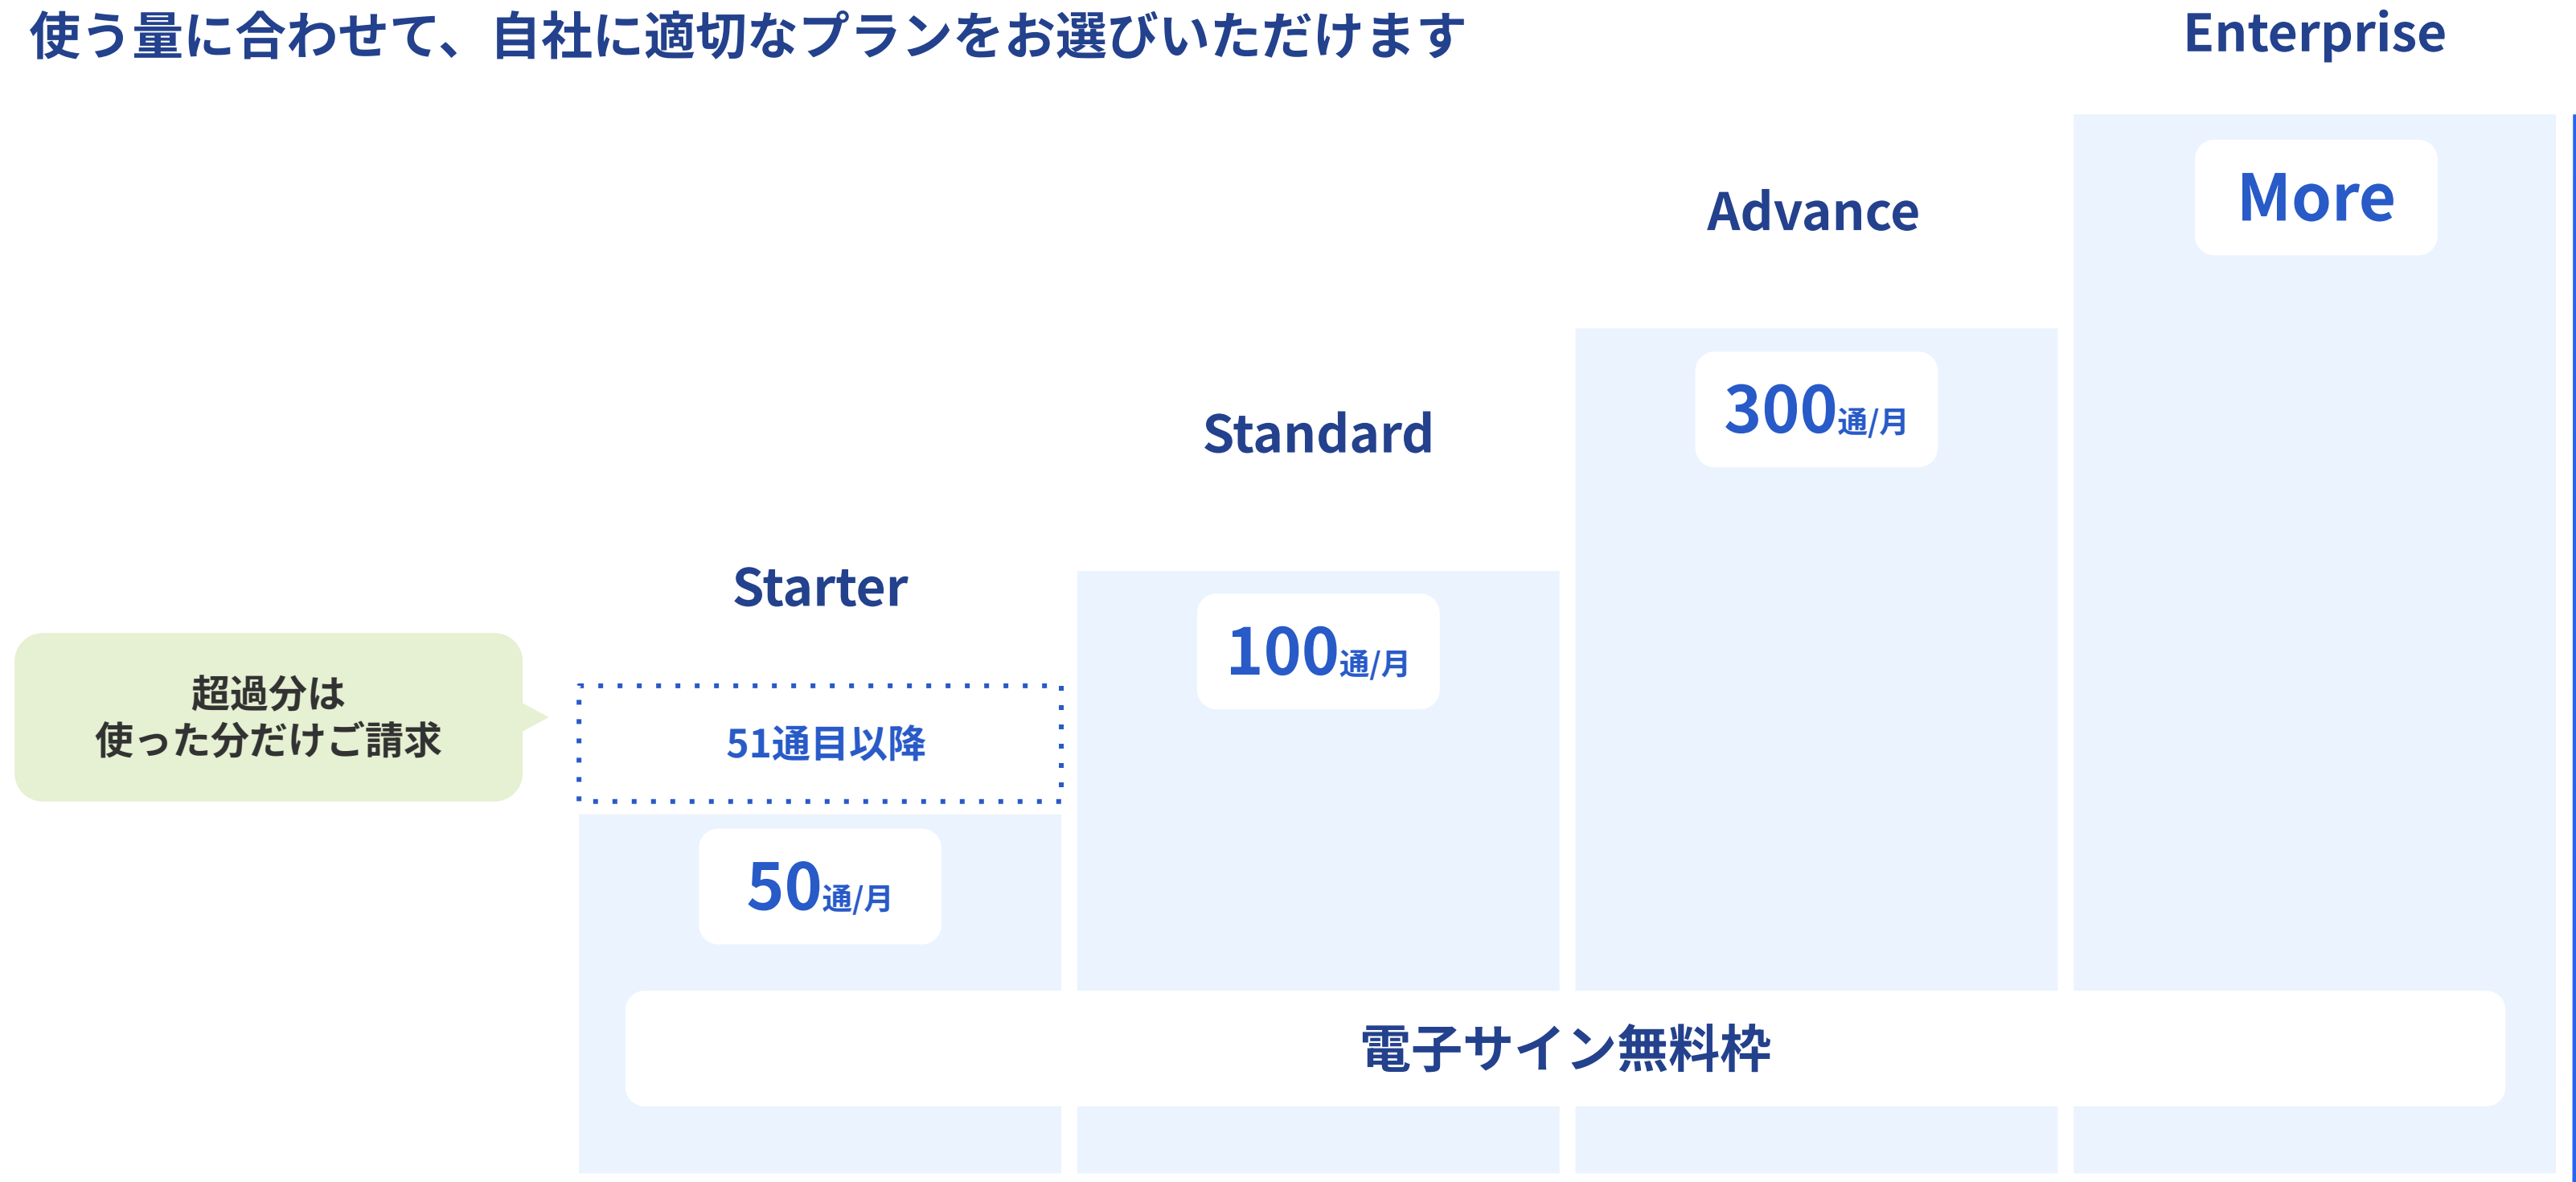 使う量に合わせて、自社に適切なプランをお選びいただけます
Enterprise
More
Advance
300通/月
Standard
100通/月
Starter
超過分は
使った分だけご請求
51通目以降
50通/月
電子サイン無料枠